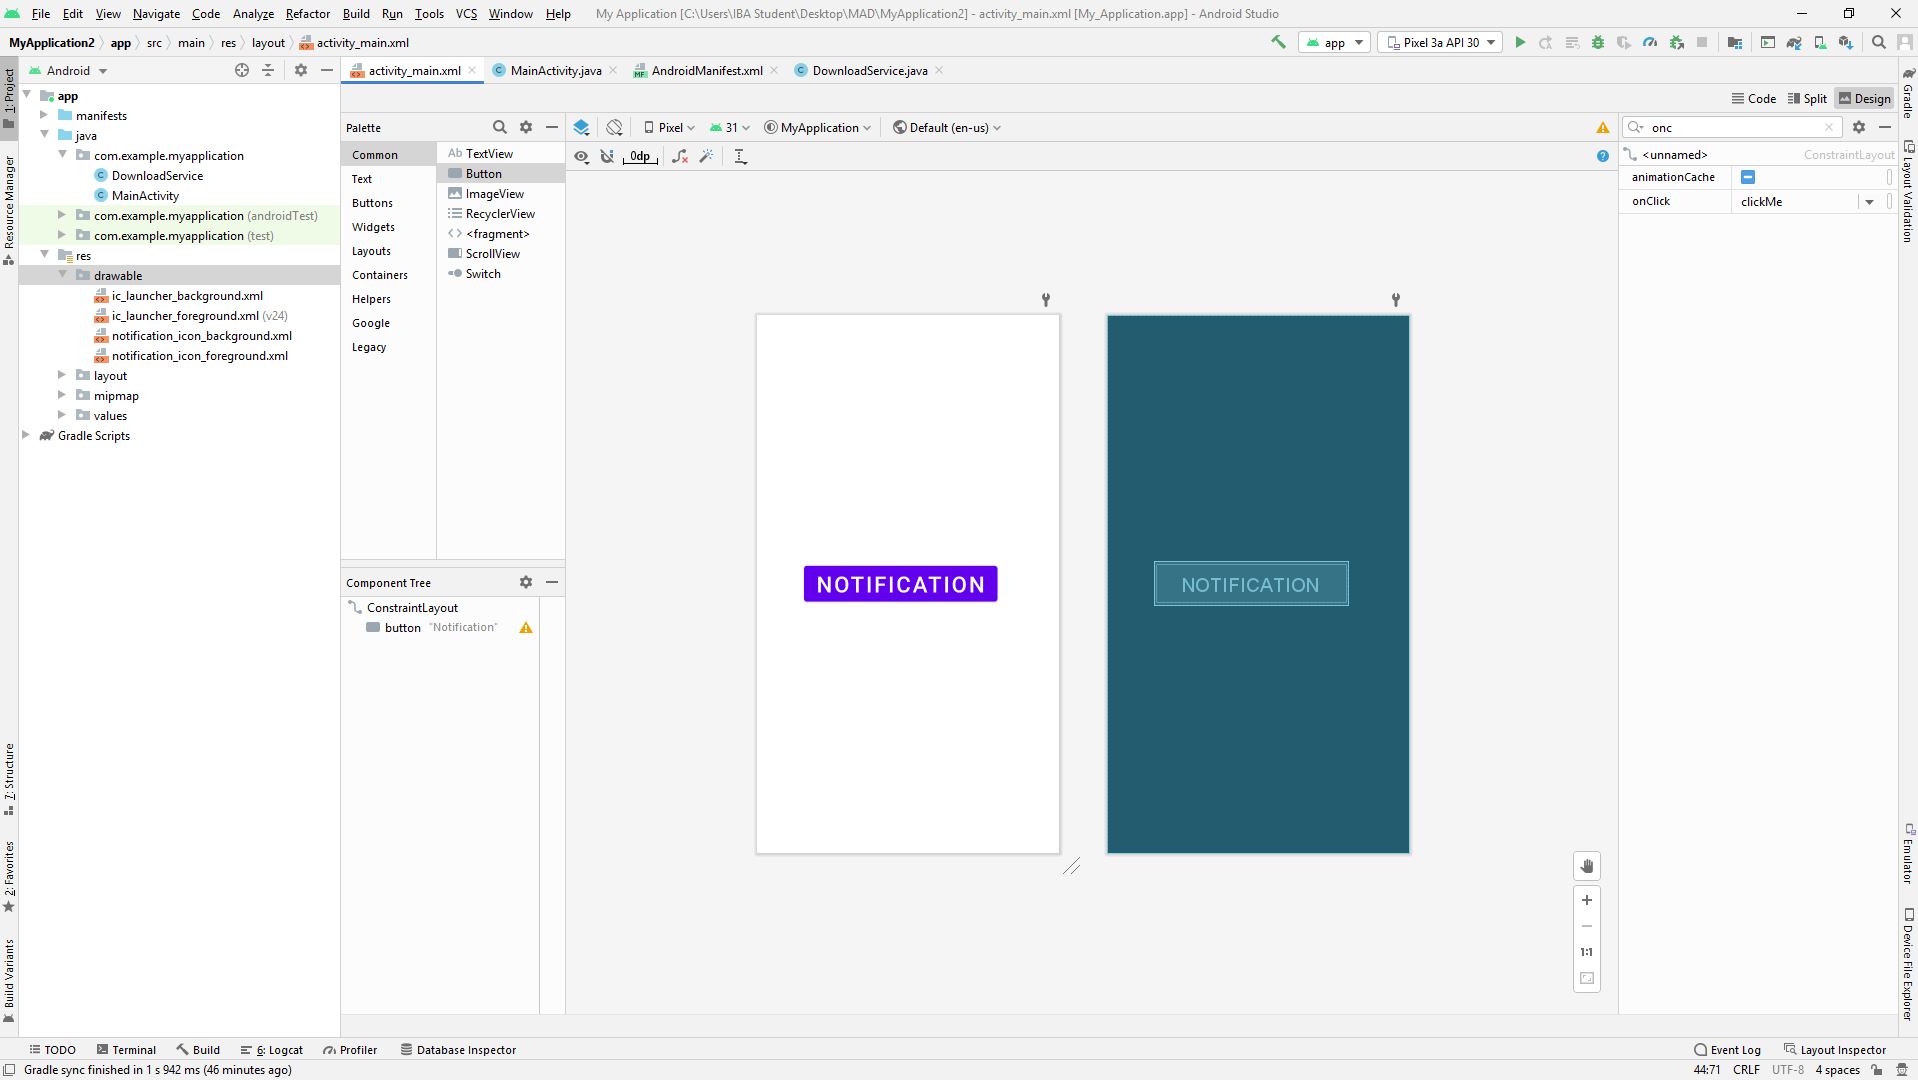 File Edit View Navigate Code Analyze Refactor Build Run Tools VCS Window Help My Application [C:\Users\IBA Student\Desktop\MAD\MyApplication2] - activity_main.xml [My_Application.app] - Android Studio
MyApplication2 app src main res layout activity_main.xml app Pixel 3a API 30
Android activity_main.xml MainActivity.java AndroidManifest.xml DownloadService.java
Code Split Design
1: Project
Resource Manager
7: Structure
2: Favorites
Build Variants
app
manifests
java
com.example.myapplication
DownloadService
MainActivity
com.example.myapplication (androidTest)
com.example.myapplication (test)
res
drawable
ic_launcher_background.xml
ic_launcher_foreground.xml (v24)
notification_icon_background.xml
notification_icon_foreground.xml
layout
mipmap
values
Gradle Scripts
Palette
Common
Text
Buttons
Widgets
Layouts
Containers
Helpers
Google
Legacy
Ab TextView
Button
ImageView
RecyclerView
<fragment>
ScrollView
Switch
Component Tree
ConstraintLayout
button "Notification"
Pixel 31 MyApplication Default (en-us)
0dp
NOTIFICATION
NOTIFICATION
1:1
onc
<unnamed> ConstraintLayout
animationCache
onClick clickMe
Gradle
Layout Validation
Emulator
Device File Explorer
TODO Terminal Build 6: Logcat Profiler Database Inspector Event Log Layout Inspector
Gradle sync finished in 1 s 942 ms (46 minutes ago) 44:71 CRLF UTF-8 4 spaces